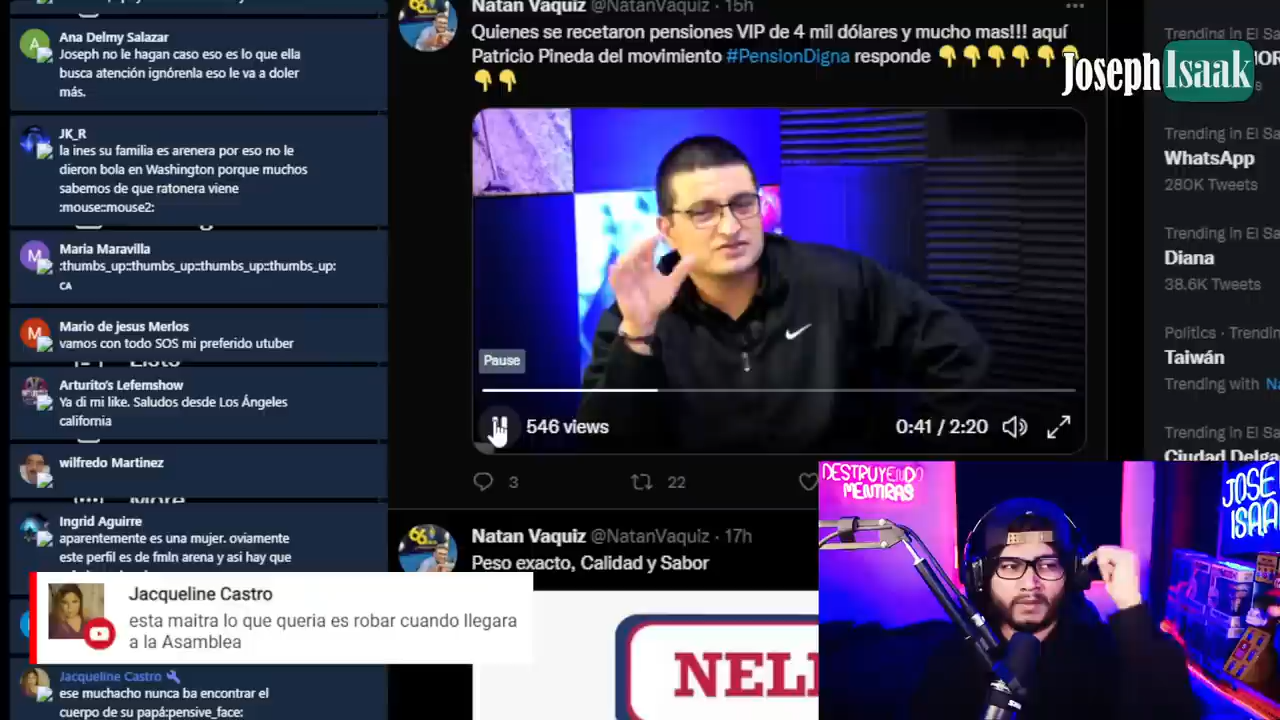 Ana Delmy Salazar
Joseph no le hagan caso eso es lo que ella
busca atención ignórenla eso le va a doler
más.
JK_R
la ines su familia es arenera por eso no le
dieron bola en Washington porque muchos
sabemos de que ratonera viene
:mouse::mouse2:
Maria Maravilla
:thumbs_up::thumbs_up::thumbs_up::thumbs_up:
CA
Mario de jesus Merlos
vamos con todo SOS mi preferido utuber
Arturito's Lefemshow
Ya di mi like. Saludos desde Los Ángeles
california
wilfredo Martinez
More
Ingrid Aguirre
aparentemente es una mujer. oviamente
este perfil es de fmln arena y asi hay que
Jacqueline Castro
esta maitra lo que queria es robar cuando llegara
a la Asamblea
Jacqueline Castro
ese muchacho nunca ba encontrar el
cuerpo de su papá:pensive_face:
Natan Vaquiz @NatanVaquiz · 15h
Quienes se recetaron pensiones VIP de 4 mil dólares y mucho mas!!! aquí
Patricio Pineda del movimiento #PensionDigna responde
Pause
546 views
0:41 / 2:20
3
22
Natan Vaquiz @NatanVaquiz · 17h
Peso exacto, Calidad y Sabor
JosephIsaak
Trending in El Sa
WhatsApp
280K Tweets
Trending in El Sa
Diana
38.6K Tweets
Politics · Trendin
Taiwán
Trending with
Trending in El Sa
Ciudad Delga
DESTRUYENDO
MENTIRAS